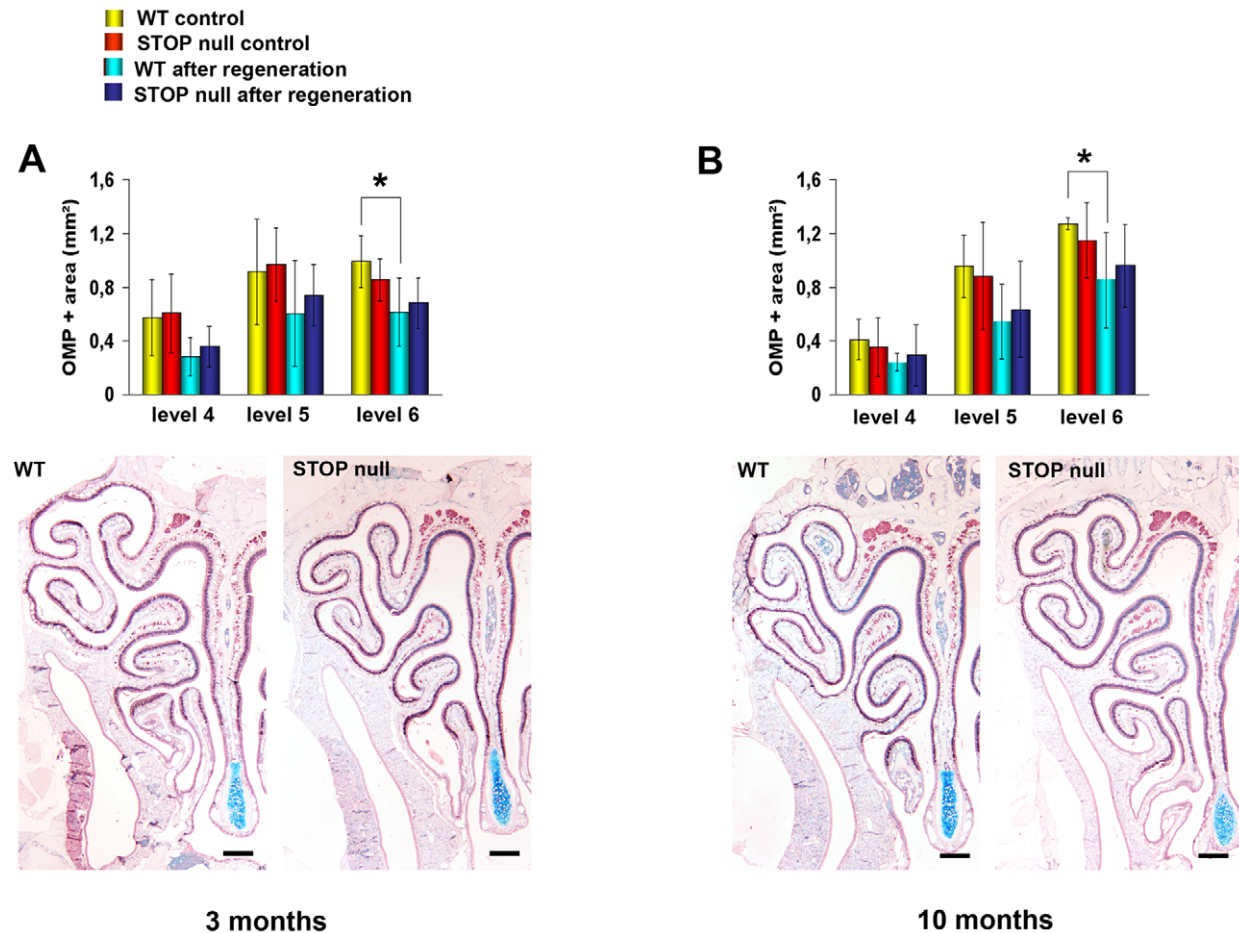 WT control
STOP null control
WT after regeneration
STOP null after regeneration
A
1,6
1,2
0,8
0,4
0
OMP + area (mm²)
*
level 4 level 5 level 6
B
1,6
1,2
0,8
0,4
0
OMP + area (mm²)
*
level 4 level 5 level 6
WT
STOP null
WT
STOP null
3 months
10 months